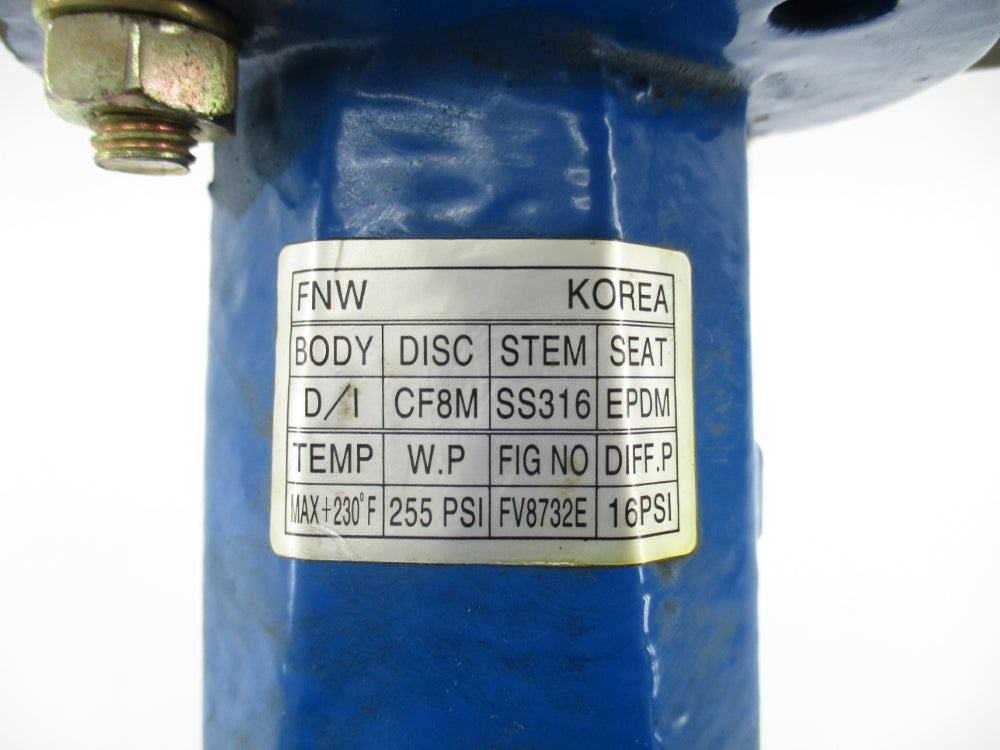 FNW KOREA
BODY DISC STEM SEAT
D/I CF8M SS316 EPDM
TEMP W.P FIG NO DIFF.P
MAX+230°F 255 PSI FV8732E 16PSI